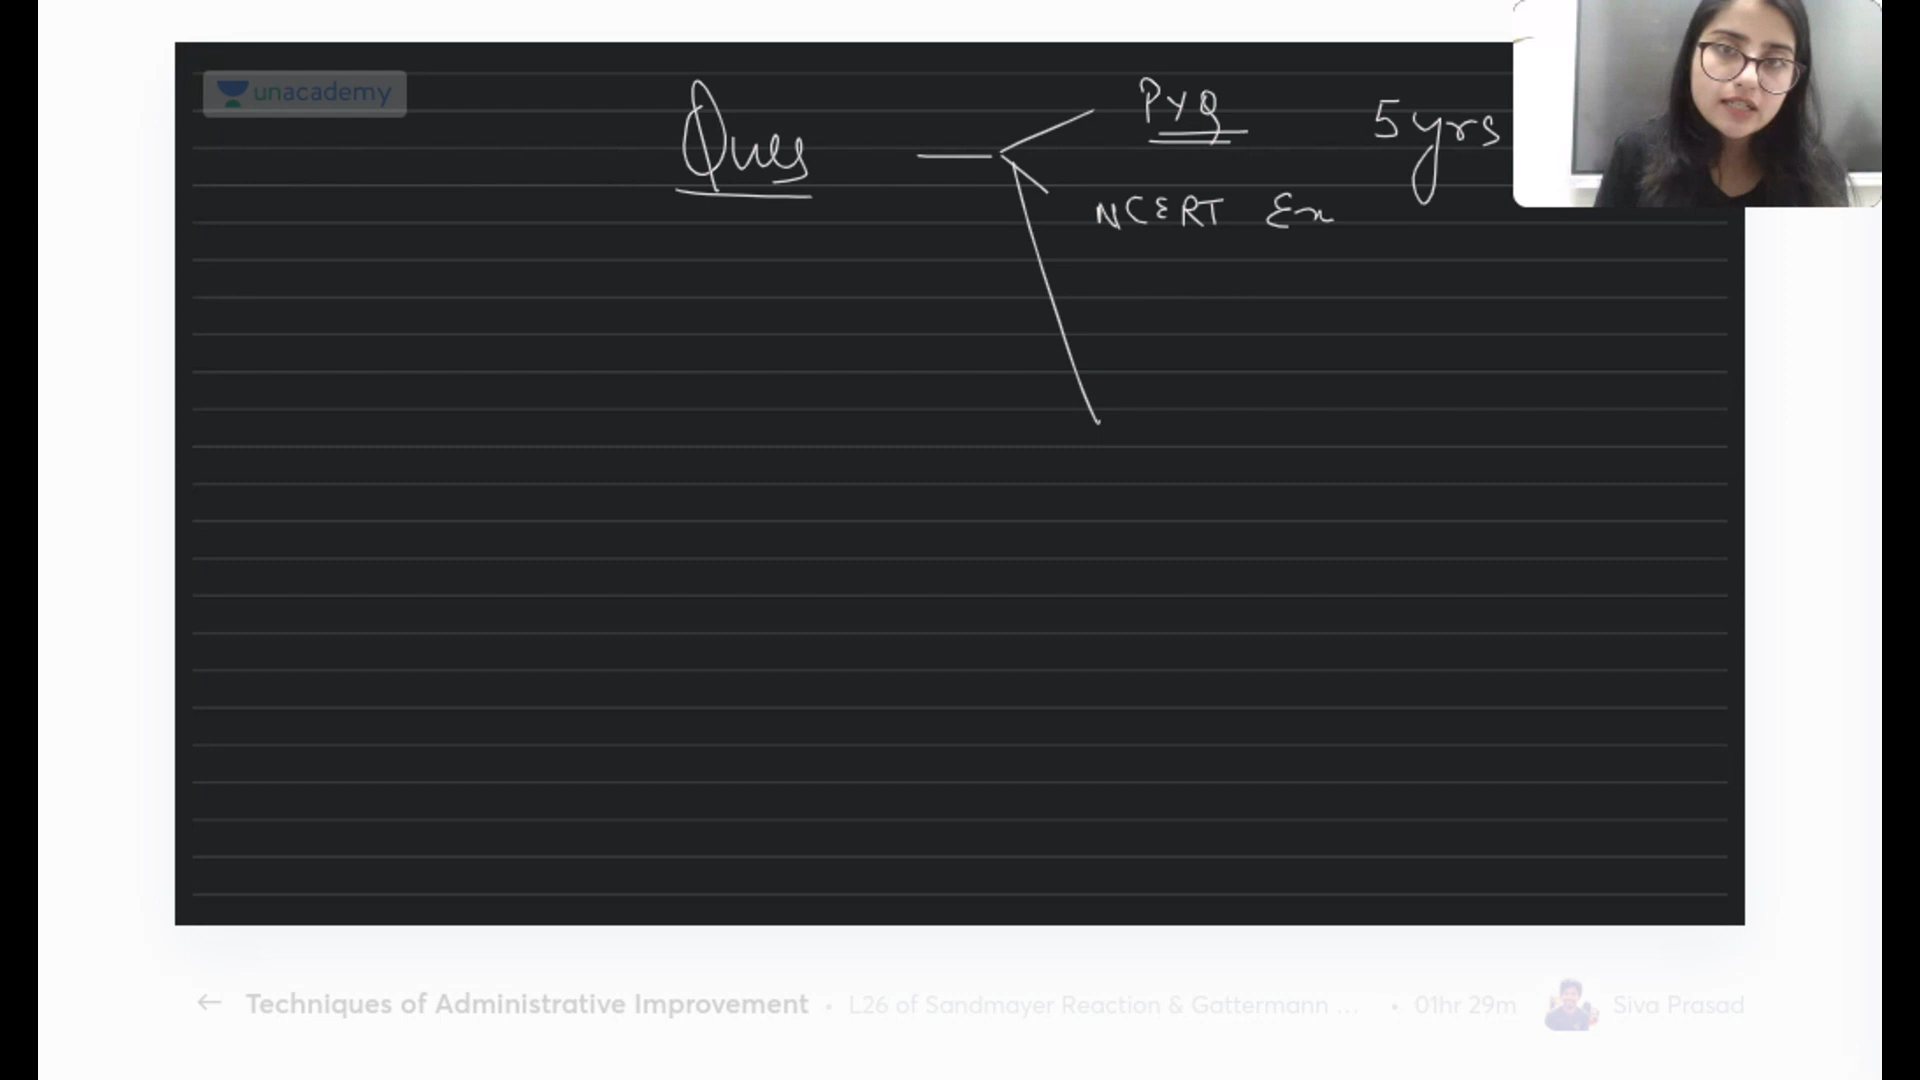 unacademy
Ques
PYQ 5 yrs
NCERT Ex
← Techniques of Administrative Improvement • L26 of Sandmayer Reaction & Gattermann ... • 01hr 29m Siva Prasad